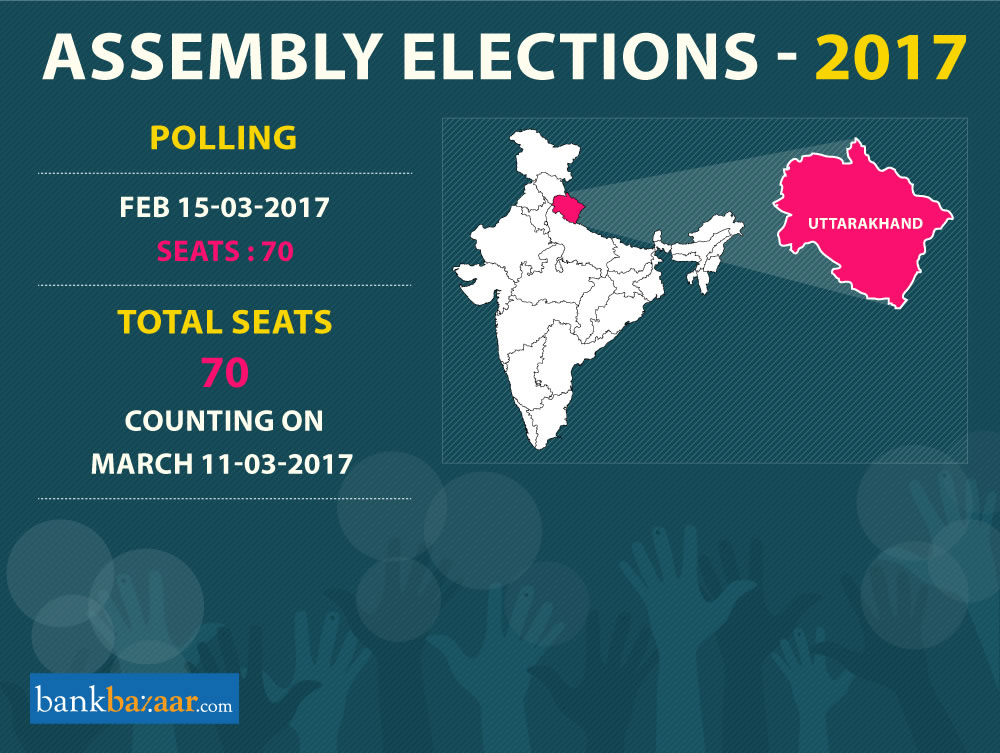 ASSEMBLY ELECTIONS - 2017
POLLING
FEB 15-03-2017
SEATS : 70
TOTAL SEATS
70
COUNTING ON
MARCH 11-03-2017
UTTARAKHAND
bankbazaar.com